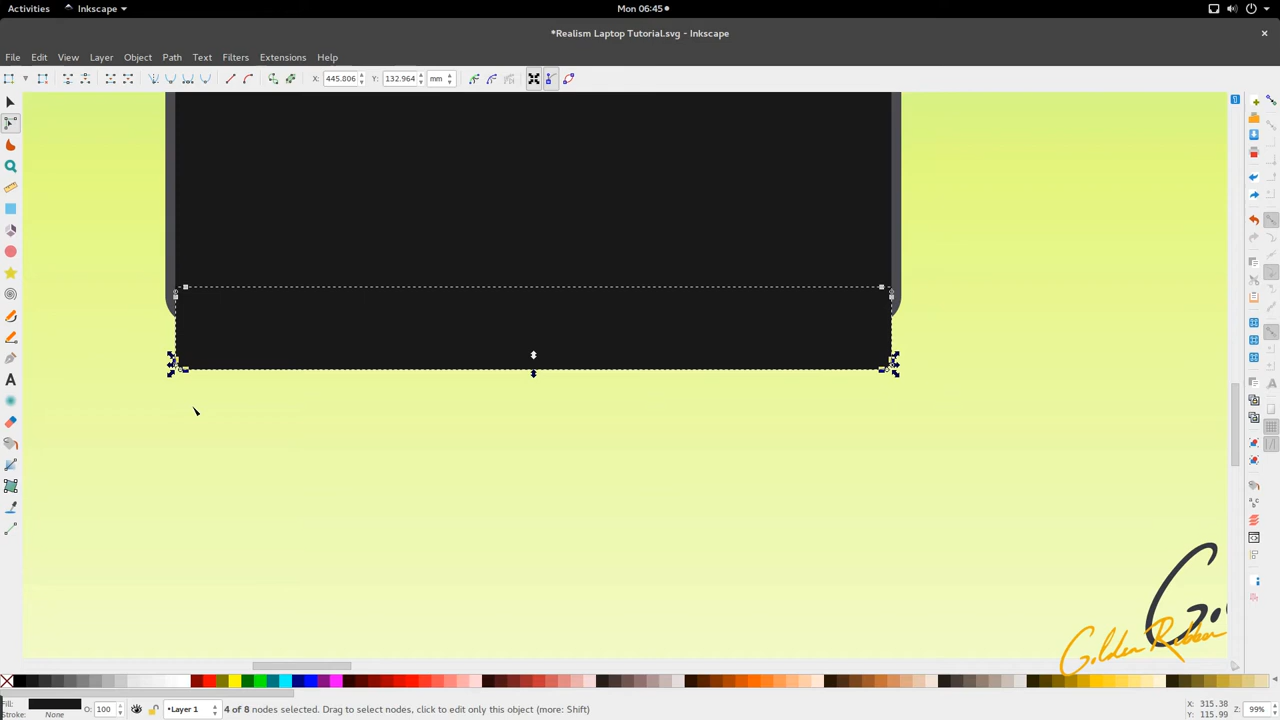 Activities
Inkscape
Mon 06:45
*Realism Laptop Tutorial.svg - Inkscape
File Edit View Layer Object Path Text Filters Extensions Help
X: 445.806 Y: 132.964 mm
G.
Golden Ribbon
Fill: O: 100 •Layer 1 4 of 8 nodes selected. Drag to select nodes, click to edit only this object (more: Shift) X: 315.38 Z: 99%
Stroke: None Y: 115.99